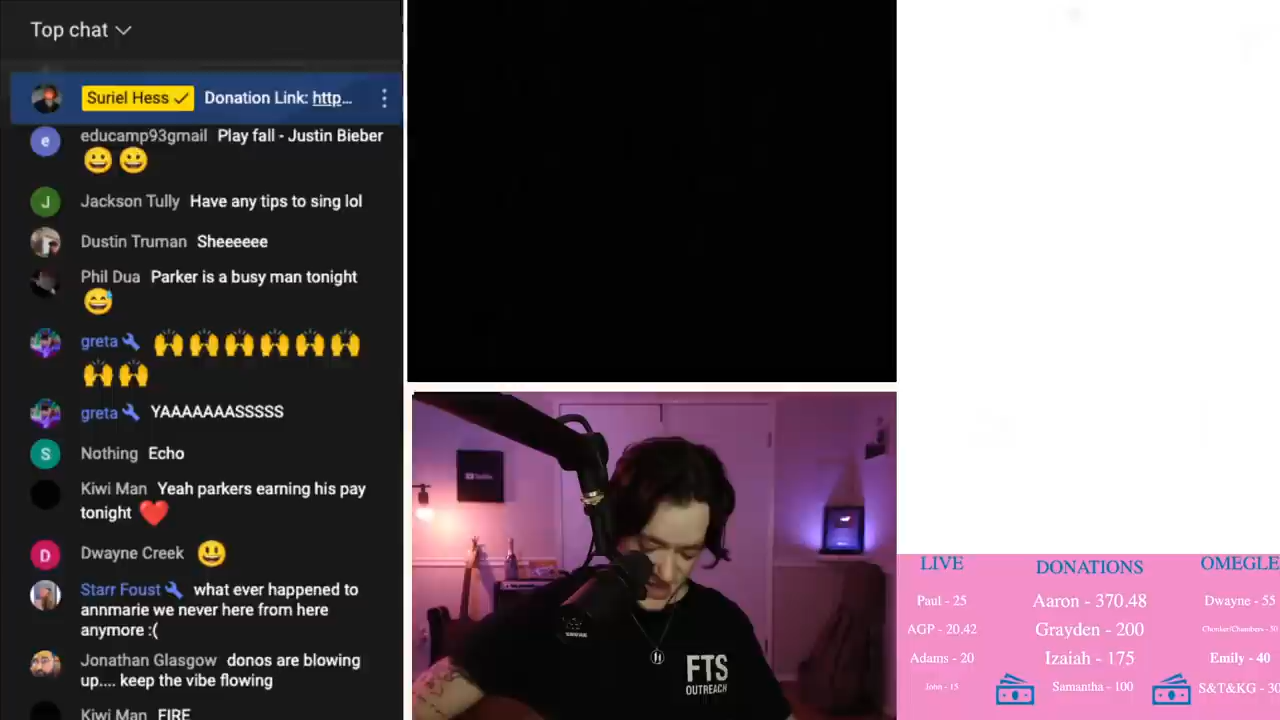 Top chat
Suriel Hess Donation Link: http...
educamp93gmail Play fall - Justin Bieber
Jackson Tully Have any tips to sing lol
Dustin Truman Sheeeeee
Phil Dua Parker is a busy man tonight
greta
greta YAAAAAAASSSSS
Nothing Echo
Kiwi Man Yeah parkers earning his pay
tonight
Dwayne Creek
Starr Foust what ever happened to
annmarie we never here from here
anymore :(
Jonathan Glasgow donos are blowing
up.... keep the vibe flowing
Kiwi Man FIRE
FTS
OUTREACH
LIVE
Paul - 25
AGP - 20.42
Adams - 20
John - 15
DONATIONS
Aaron - 370.48
Grayden - 200
Izaiah - 175
Samantha - 100
OMEGLE
Dwayne - 55
Emily - 40
S&T&KG - 30